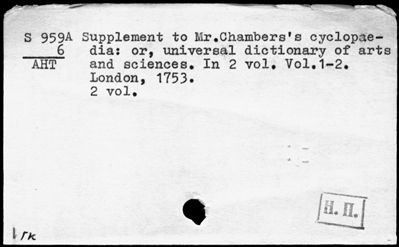 S 959A Supplement to Mr.Chambers's cyclopae-
6 dia: or, universal dictionary of arts
AHT and sciences. In 2 vol. Vol.1-2.
London, 1753.
2 vol.
Н. П.